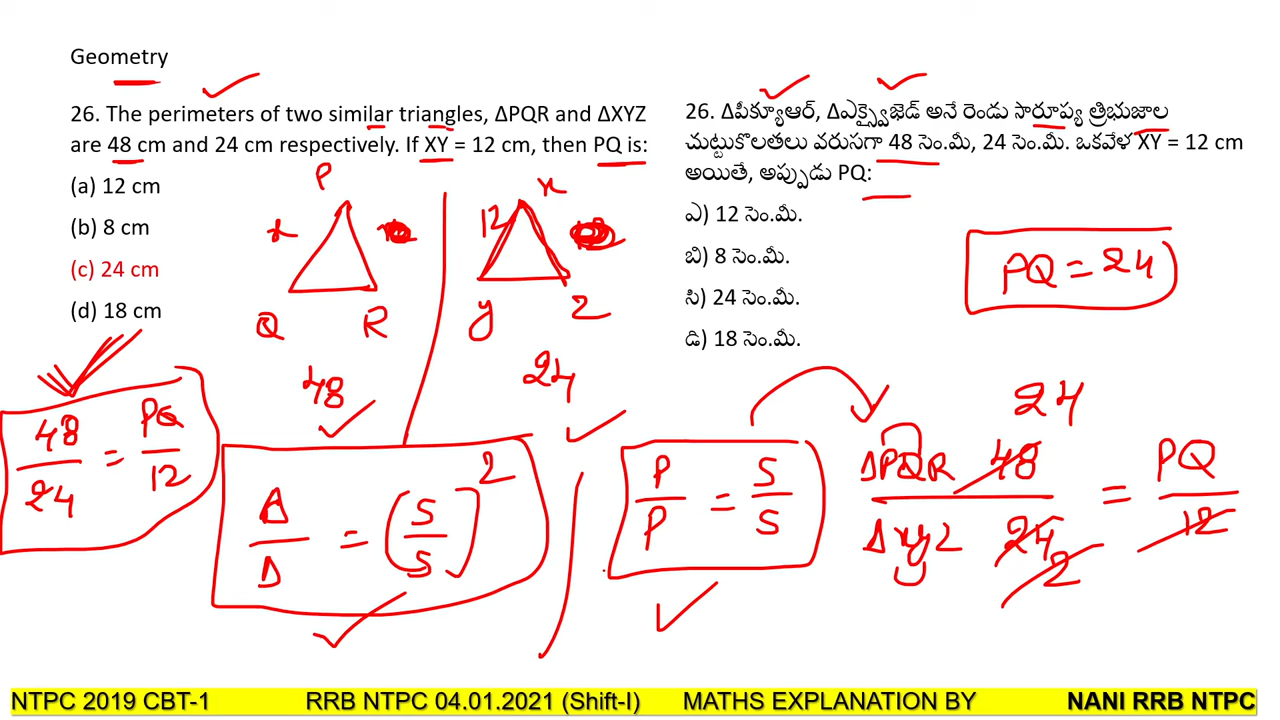 Geometry
26. The perimeters of two similar triangles, ΔPQR and ΔXYZ
are 48 cm and 24 cm respectively. If XY = 12 cm, then PQ is:
(a) 12 cm
(b) 8 cm
(c) 24 cm
(d) 18 cm
26. Δపీక్యూఆర్, Δఎక్స్వైజెడ్ అనే రెండు సారూప్య త్రిభుజాల
చుట్టుకొలతలు వరుసగా 48 సెం.మీ, 24 సెం.మీ. ఒకవేళ XY = 12 cm
అయితే, అప్పుడు PQ:
ఎ) 12 సెం.మీ.
బి) 8 సెం.మీ.
సి) 24 సెం.మీ.
డి) 18 సెం.మీ.
P
Q R
48
x
12
y z
24
PQ = 24
48/24 = PQ/12
Δ/Δ = (S/S)²
P/P = S/S
24
ΔPQR 48 / Δxyz 24 = PQ/12
2
NTPC 2019 CBT-1 RRB NTPC 04.01.2021 (Shift-I) MATHS EXPLANATION BY NANI RRB NTPC